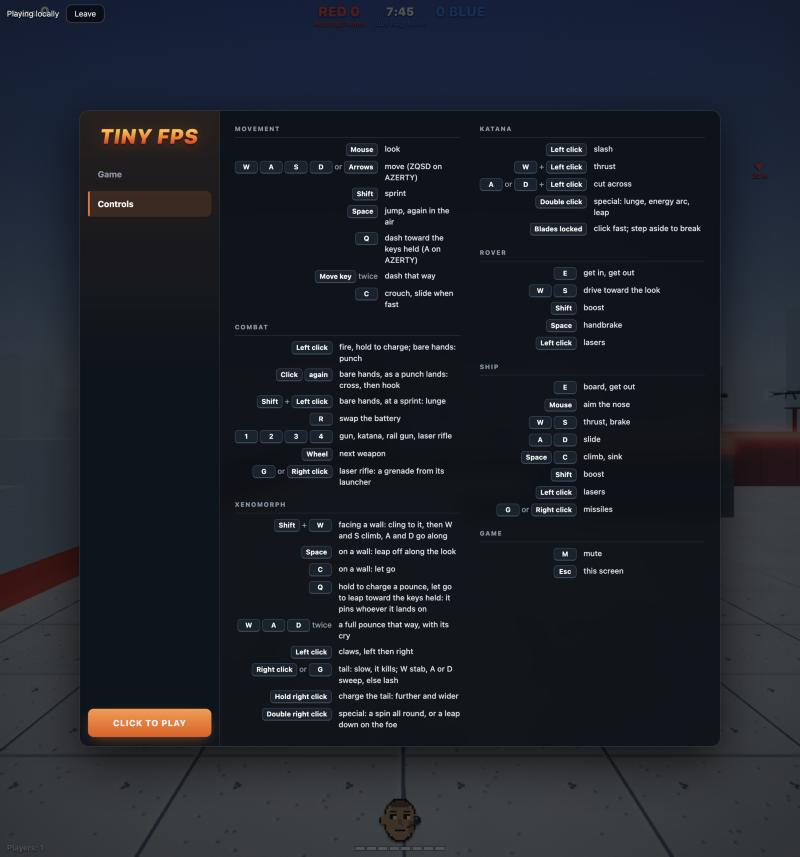 Playing locally
Leave
RED 0
7:45
0 BLUE
TINY FPS
Game
Controls
CLICK TO PLAY
MOVEMENT
Mouse look
W A S D or Arrows move (ZQSD on
AZERTY)
Shift sprint
Space jump, again in the
air
Q dash toward the
keys held (A on
AZERTY)
Move key twice dash that way
C crouch, slide when
fast
COMBAT
Left click fire, hold to charge; bare hands:
punch
Click again bare hands, as a punch lands:
cross, then hook
Shift + Left click bare hands, at a sprint: lunge
R swap the battery
1 2 3 4 gun, katana, rail gun, laser rifle
Wheel next weapon
G or Right click laser rifle: a grenade from its
launcher
XENOMORPH
Shift + W facing a wall: cling to it, then W
and S climb, A and D go along
Space on a wall: leap off along the look
C on a wall: let go
Q hold to charge a pounce, let go
to leap toward the keys held: it
pins whoever it lands on
W A D twice a full pounce that way, with its
cry
Left click claws, left then right
Right click or G tail: slow, it kills; W stab, A or D
sweep, else lash
Hold right click charge the tail: further and wider
Double right click special: a spin all round, or a leap
down on the foe
KATANA
Left click slash
W + Left click thrust
A or D + Left click cut across
Double click special: lunge, energy arc,
leap
Blades locked click fast; step aside to break
ROVER
E get in, get out
W S drive toward the look
Shift boost
Space handbrake
Left click lasers
SHIP
E board, get out
Mouse aim the nose
W S thrust, brake
A D slide
Space C climb, sink
Shift boost
Left click lasers
G or Right click missiles
GAME
M mute
Esc this screen
Players: 1